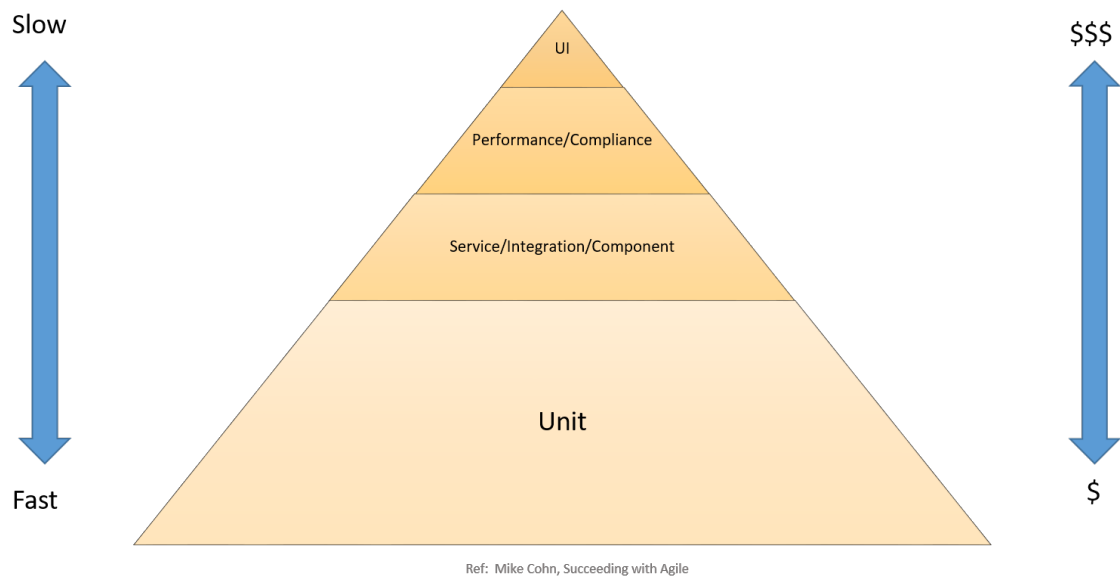 Slow
$$$
UI
Performance/Compliance
Service/Integration/Component
Unit
Fast
$
Ref:  Mike Cohn, Succeeding with Agile